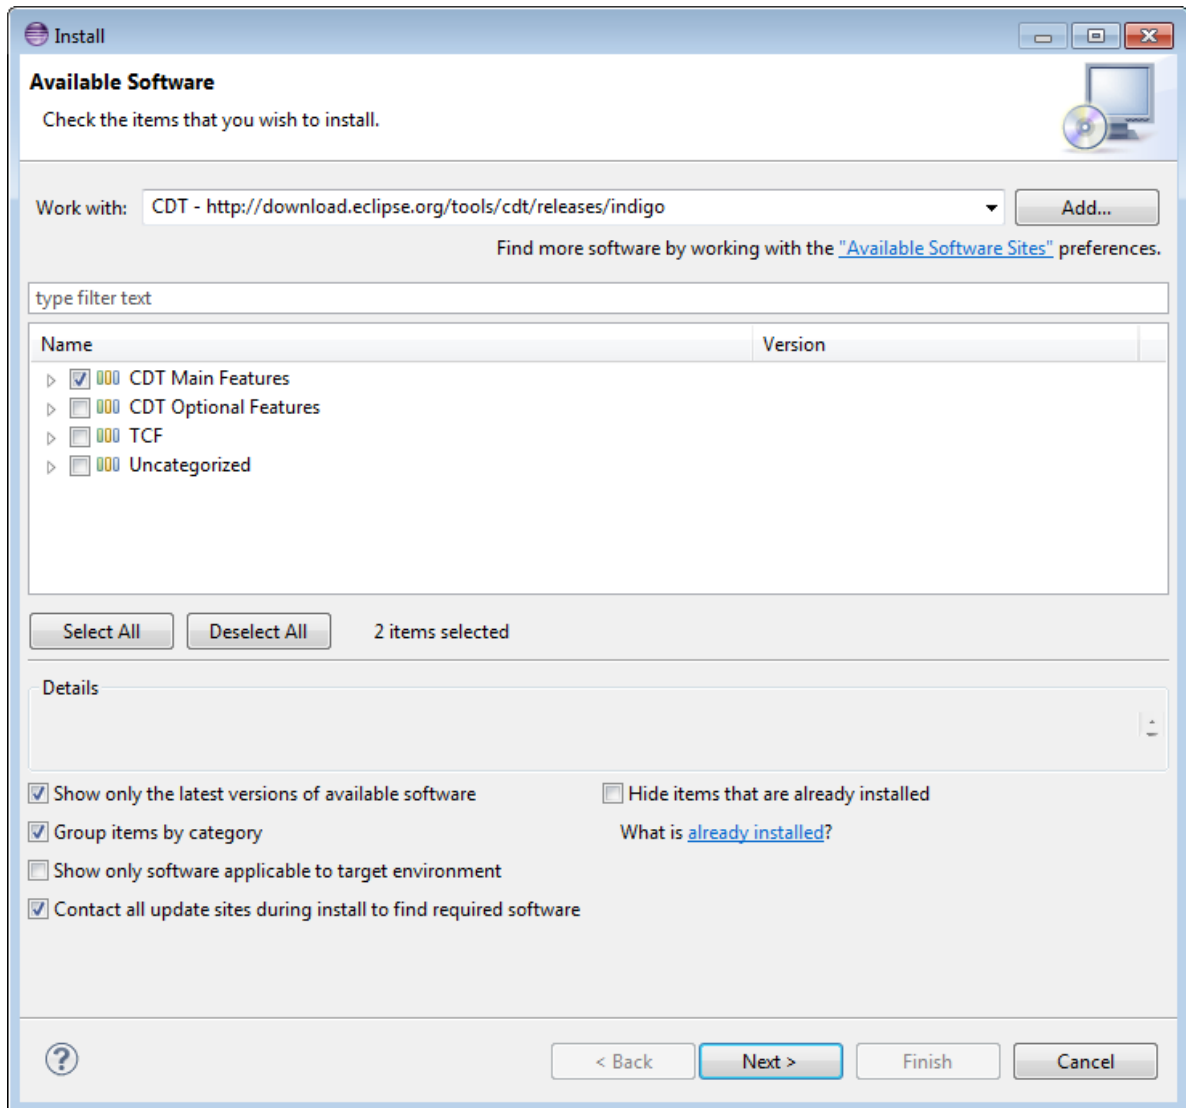 Install
Available Software
Check the items that you wish to install.
Work with: CDT - http://download.eclipse.org/tools/cdt/releases/indigo Add...
Find more software by working with the "Available Software Sites" preferences.
type filter text
Name Version
CDT Main Features
CDT Optional Features
TCF
Uncategorized
Select All Deselect All 2 items selected
Details
Show only the latest versions of available software Hide items that are already installed
Group items by category What is already installed?
Show only software applicable to target environment
Contact all update sites during install to find required software
? < Back Next > Finish Cancel